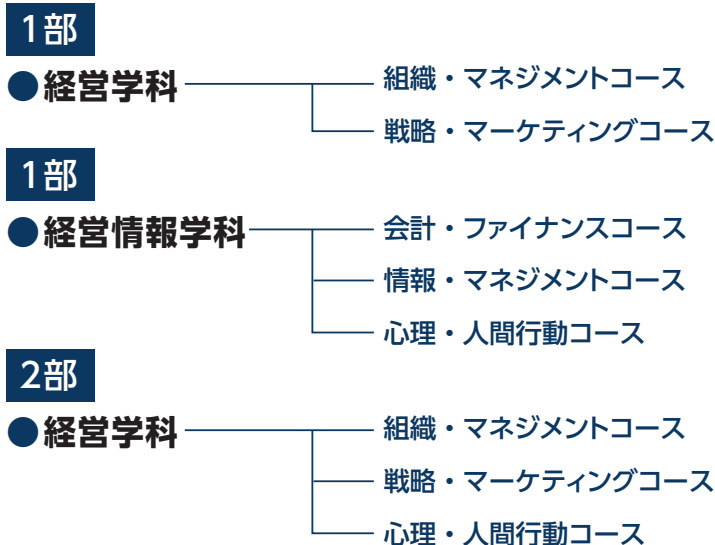 1部
●経営学科
組織・マネジメントコース
戦略・マーケティングコース
1部
●経営情報学科
会計・ファイナンスコース
情報・マネジメントコース
心理・人間行動コース
2部
●経営学科
組織・マネジメントコース
戦略・マーケティングコース
心理・人間行動コース